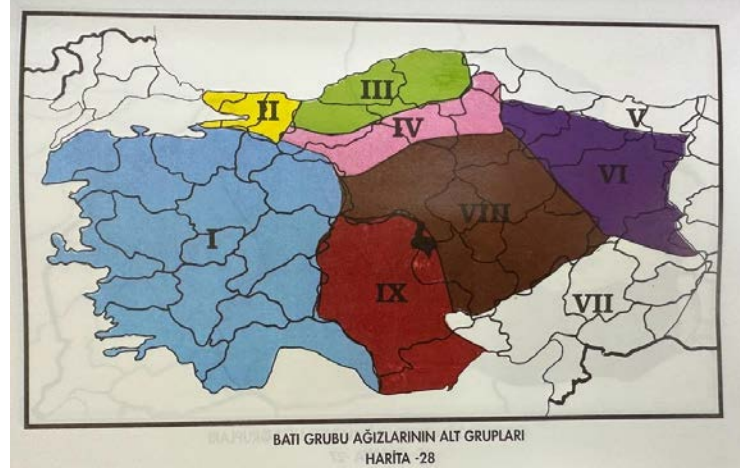 III
II
V
IV
VI
VIII
I
IX
VII
BATI GRUBU AĞIZLARININ ALT GRUPLARI
HARİTA -28